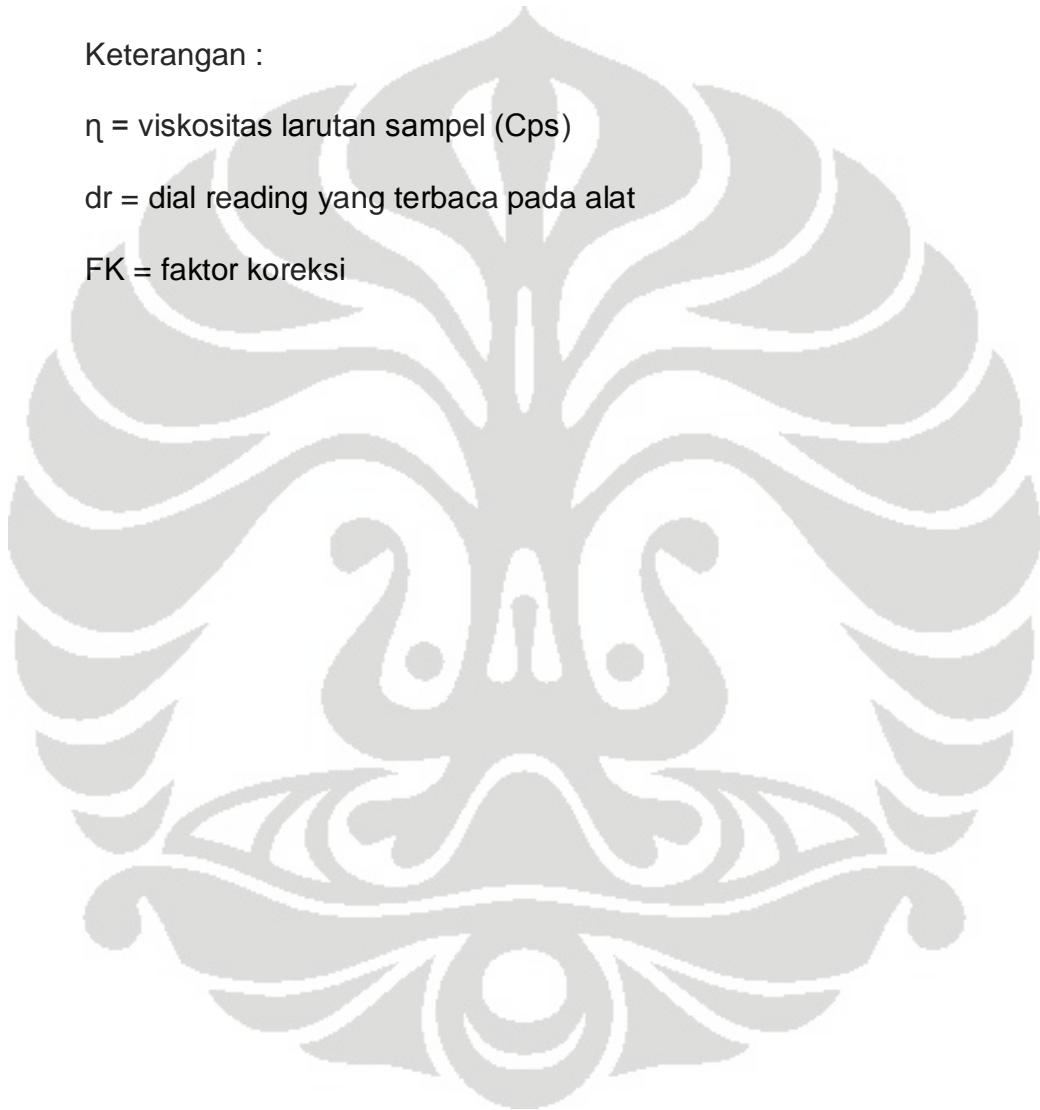 Keterangan :
η = viskositas larutan sampel (Cps)
dr = dial reading yang terbaca pada alat
FK = faktor koreksi